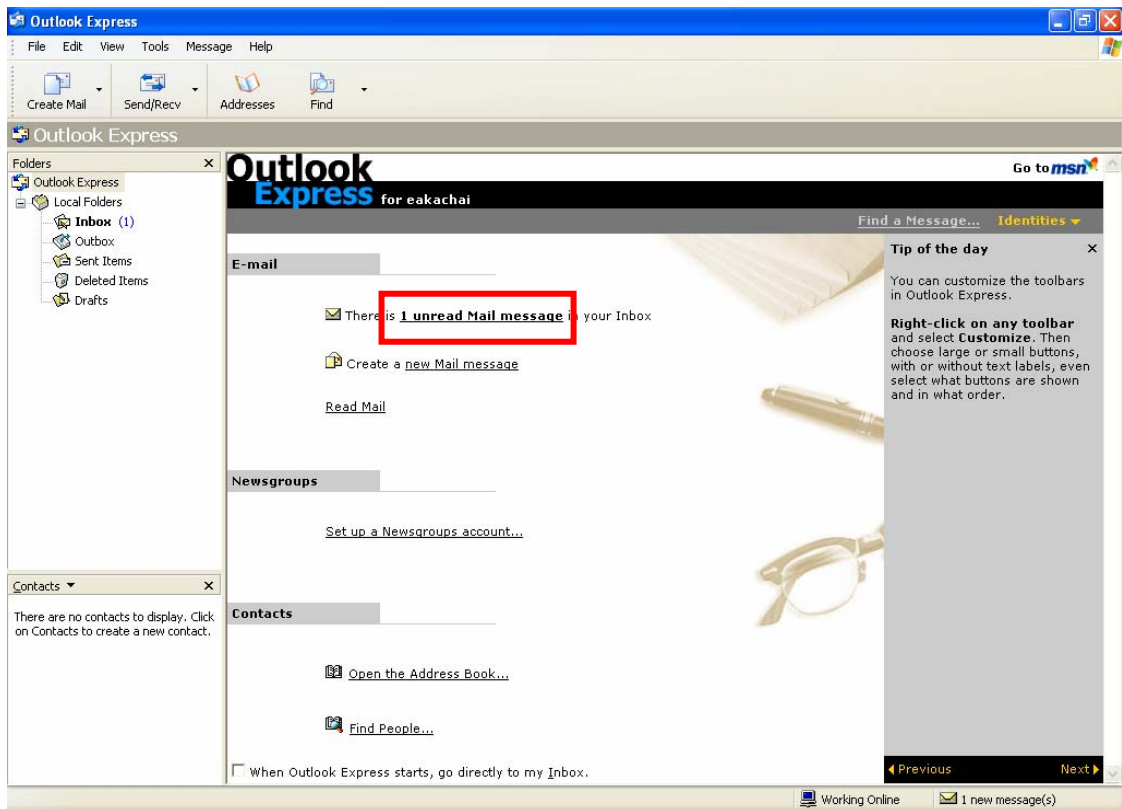 Outlook Express
File Edit View Tools Message Help
Create Mail Send/Recv Addresses Find
Outlook Express
Folders
Outlook Express
Local Folders
Inbox (1)
Outbox
Sent Items
Deleted Items
Drafts
Contacts
There are no contacts to display. Click
on Contacts to create a new contact.
Outlook
Express for eakachai
Go to msn
Find a Message... Identities
E-mail
There is 1 unread Mail message in your Inbox
Create a new Mail message
Read Mail
Newsgroups
Set up a Newsgroups account...
Contacts
Open the Address Book...
Find People...
When Outlook Express starts, go directly to my Inbox.
Tip of the day
You can customize the toolbars
in Outlook Express.
Right-click on any toolbar
and select Customize. Then
choose large or small buttons,
with or without text labels, even
select what buttons are shown
and in what order.
Previous Next
Working Online 1 new message(s)